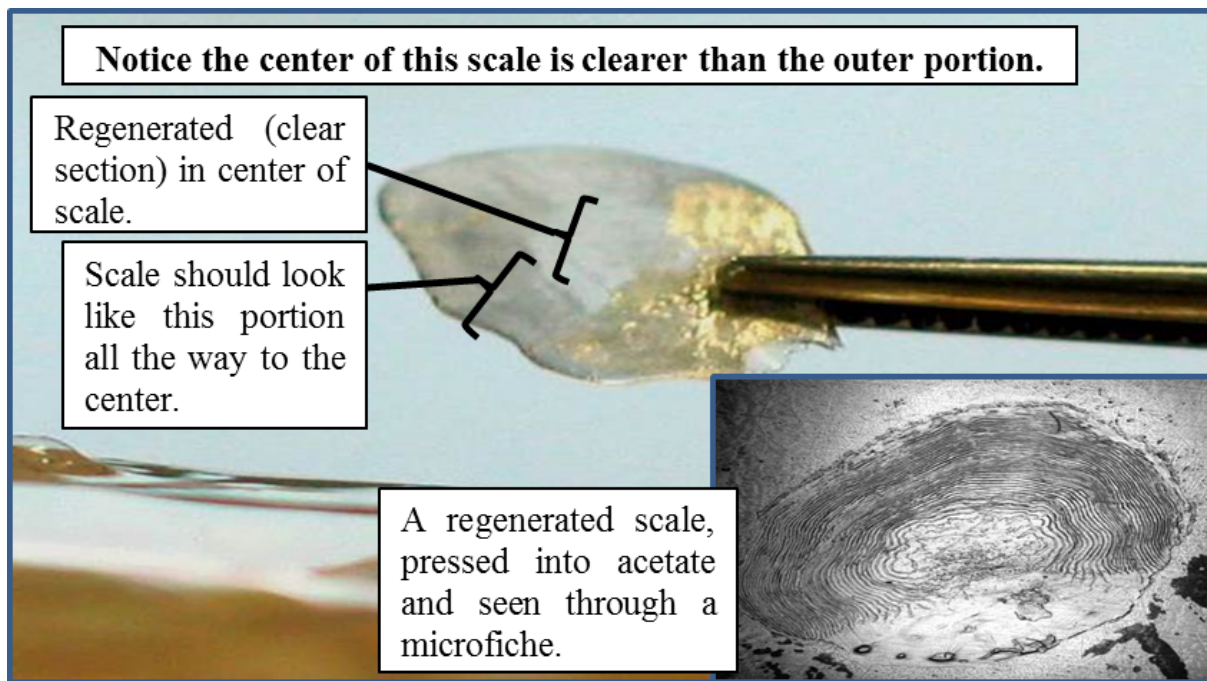 Notice the center of this scale is clearer than the outer portion.
Regenerated (clear
section) in center of
scale.
Scale should look
like this portion
all the way to the
center.
A regenerated scale,
pressed into acetate
and seen through a
microfiche.